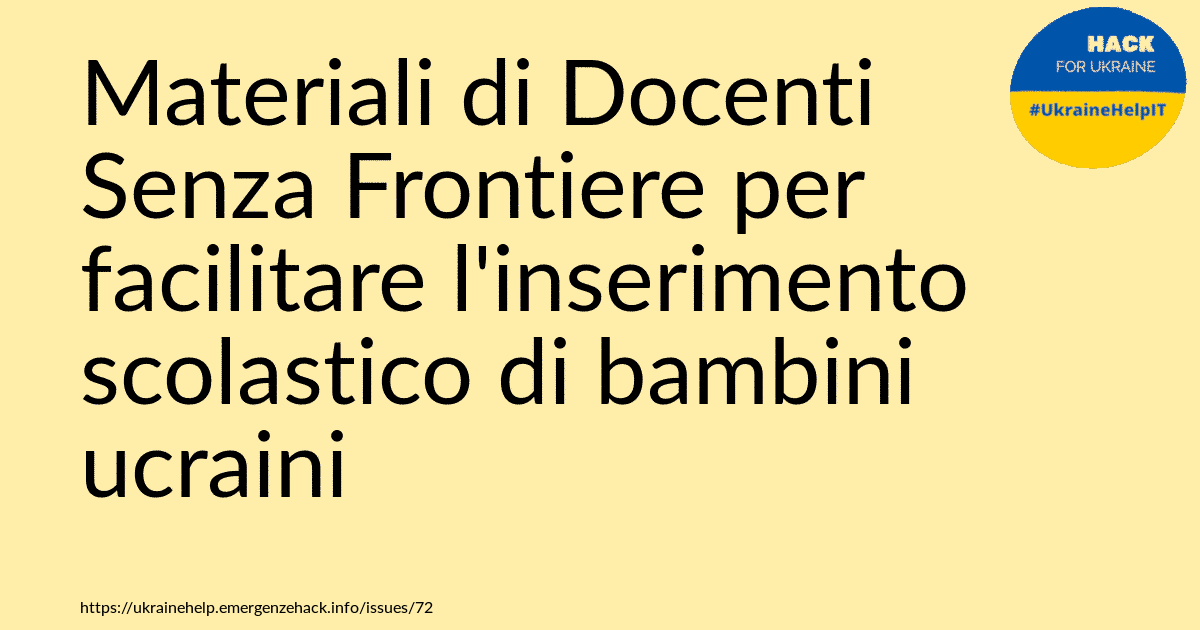 Materiali di Docenti
Senza Frontiere per
facilitare l'inserimento
scolastico di bambini
ucraini
HACK
FOR UKRAINE
#UkraineHelpIT
https://ukrainehelp.emergenzehack.info/issues/72